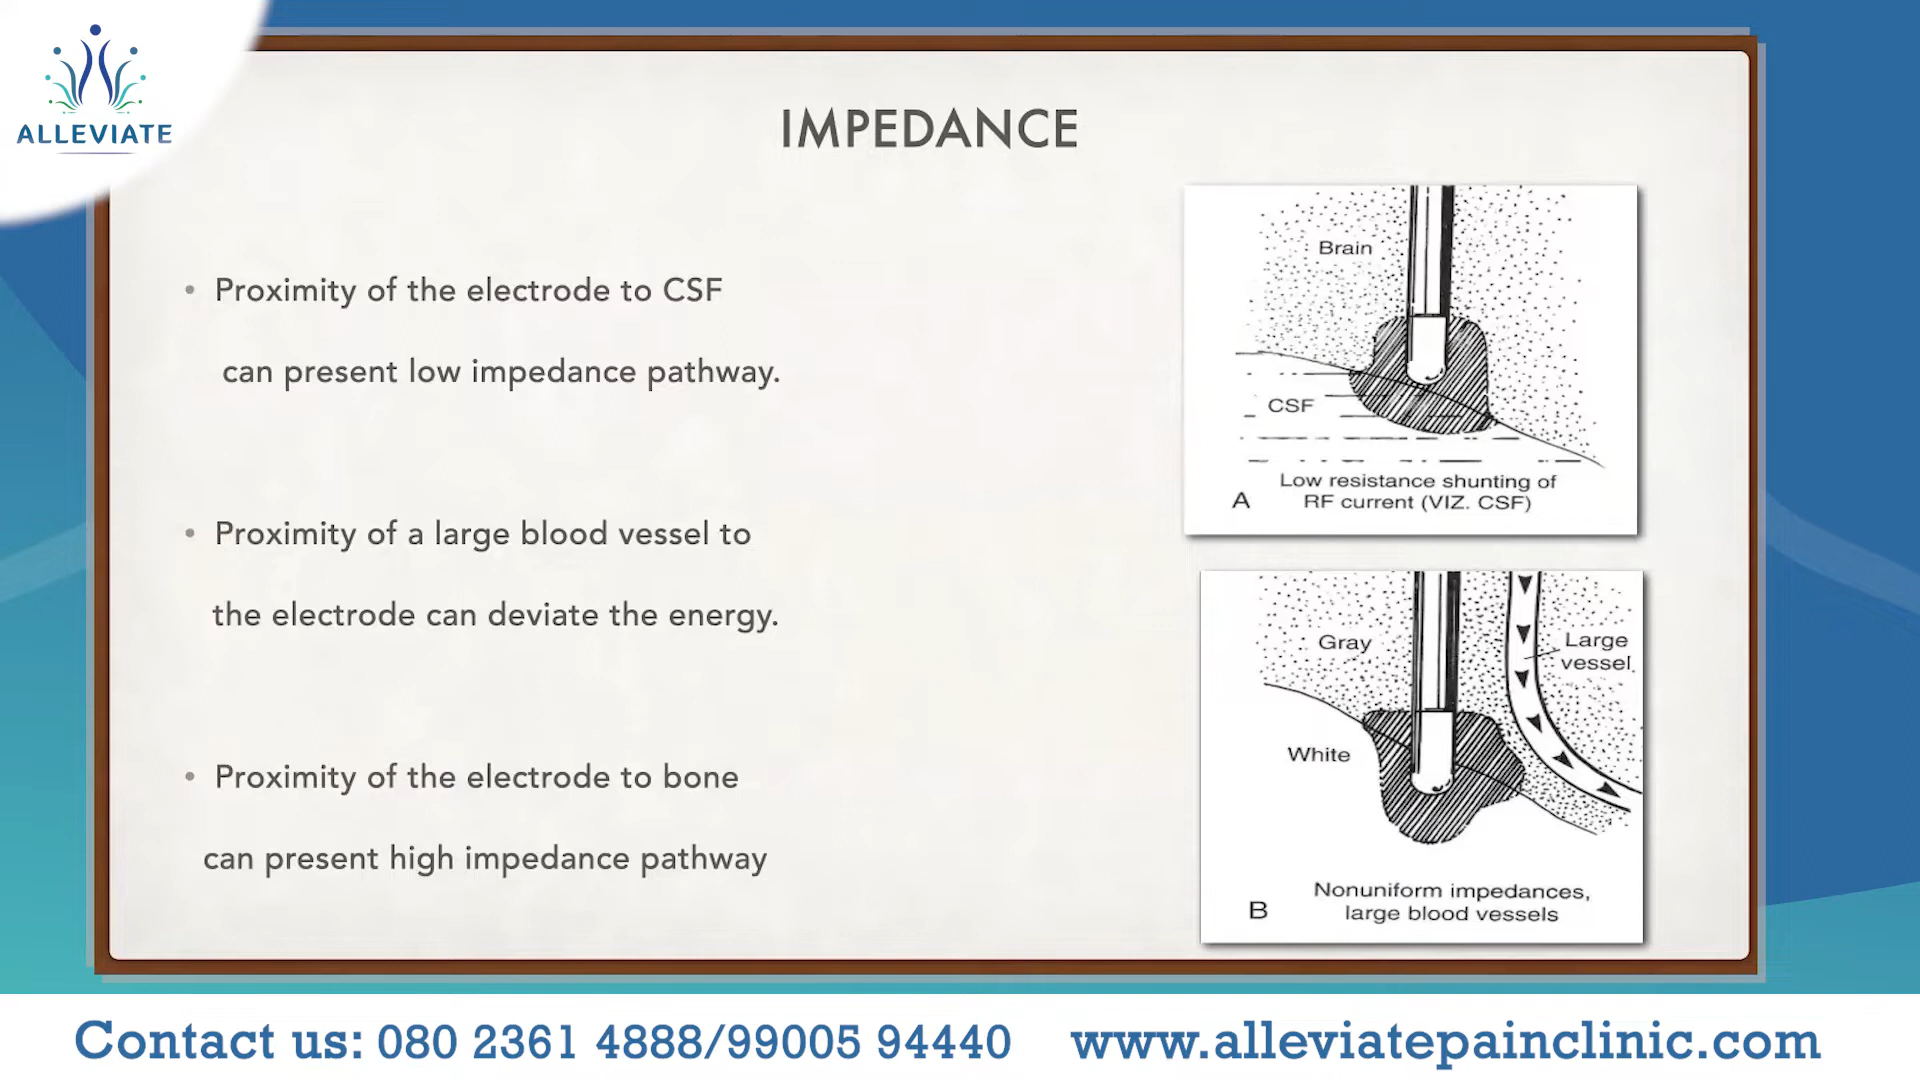 ALLEVIATE
IMPEDANCE
• Proximity of the electrode to CSF
can present low impedance pathway.
• Proximity of a large blood vessel to
the electrode can deviate the energy.
• Proximity of the electrode to bone
can present high impedance pathway
Brain
CSF
Low resistance shunting of
A RF current (VIZ. CSF)
Gray
Large
vessel
White
Nonuniform impedances,
B large blood vessels
Contact us: 080 2361 4888/99005 94440 www.alleviatepainclinic.com